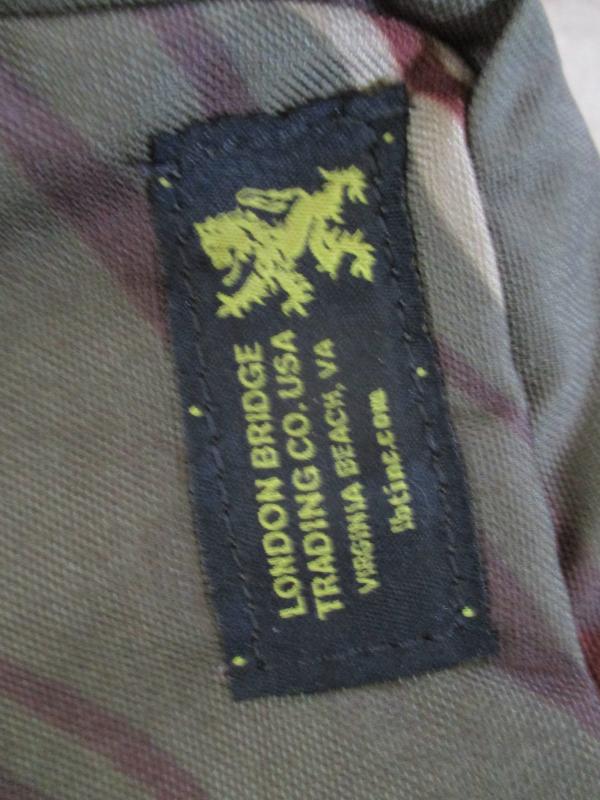 LONDON BRIDGE
TRADING CO. USA
VIRGINIA BEACH, VA
lbtinc.com